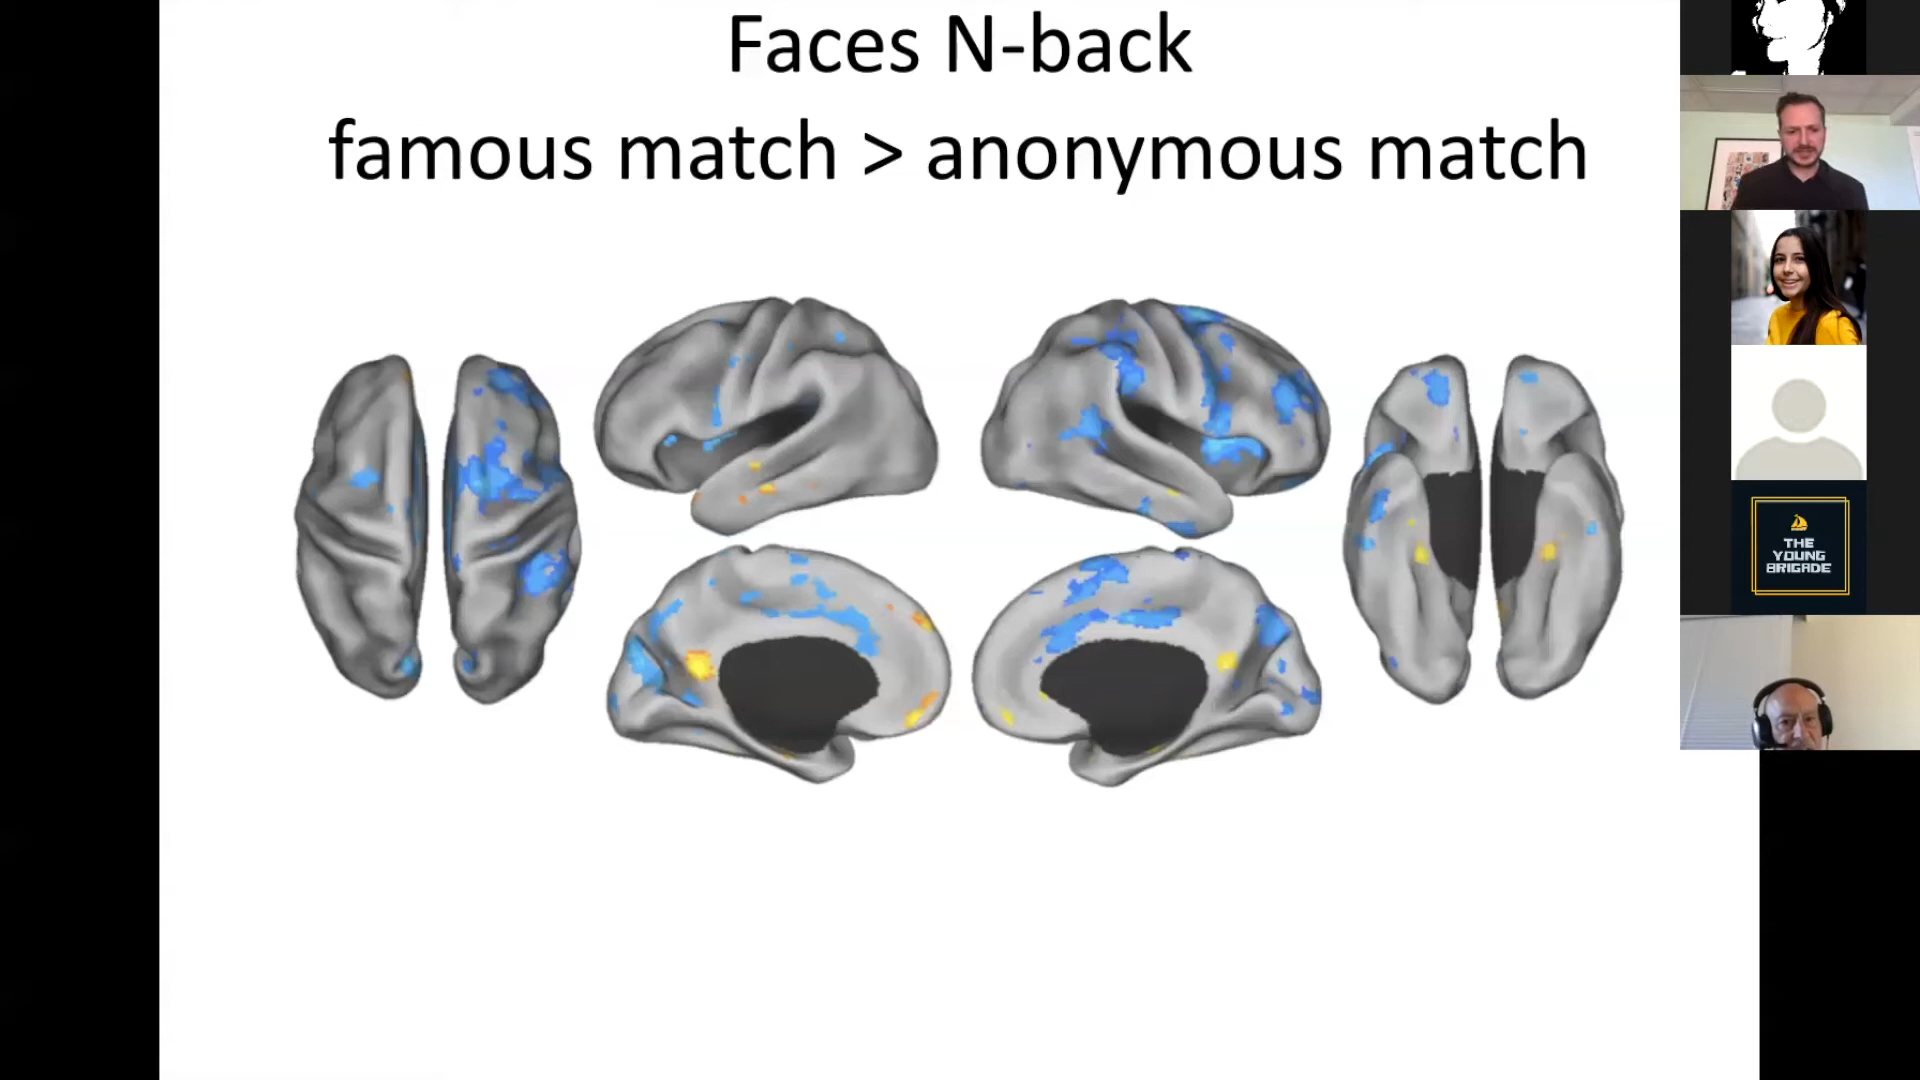 Faces N-back
famous match > anonymous match
THE
YOUNG
BRIGADE